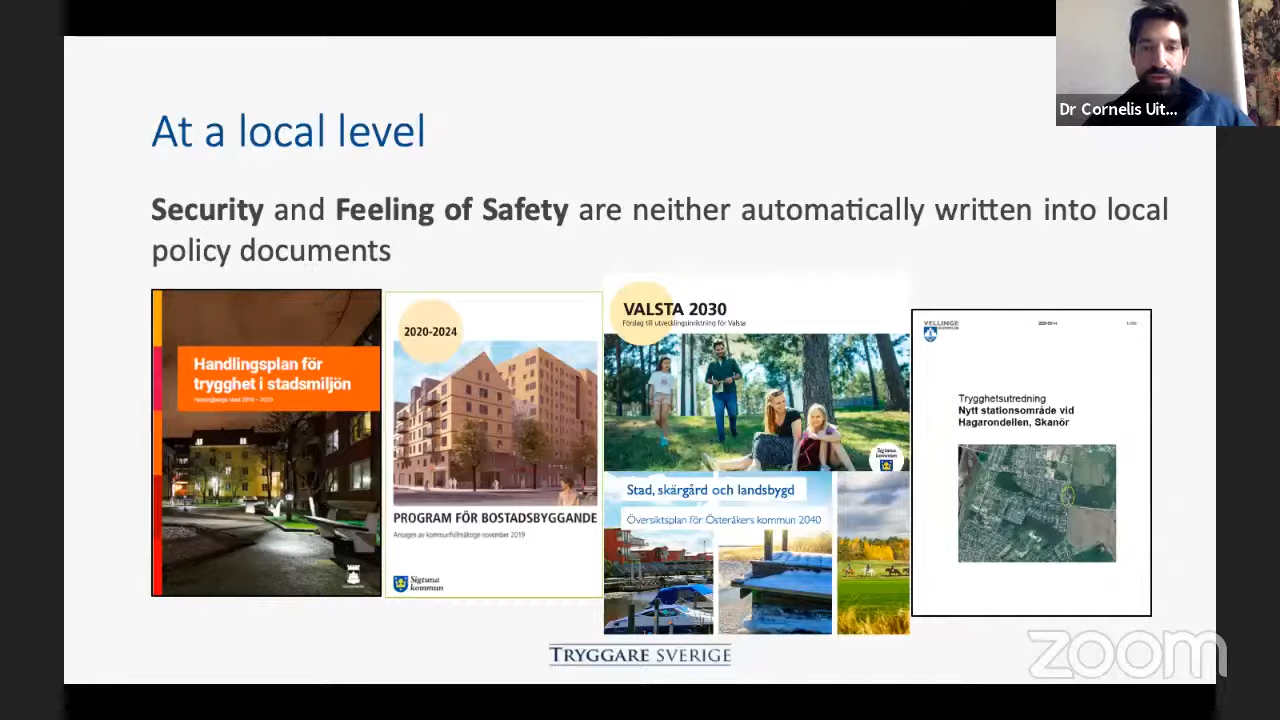 Dr Cornelis Uit...
At a local level
Security and Feeling of Safety are neither automatically written into local
policy documents
Handlingsplan för
trygghet i stadsmiljön
2020-2024
PROGRAM FÖR BOSTADSBYGGANDE
Antagen av kommunfullmäktige november 2019
Sigtuna
kommun
VALSTA 2030
Förslag till utvecklingsinriktning för Valsta
Sigtuna
kommun
Stad, skärgård och landsbygd
Översiktsplan för Österåkers kommun 2040
VELLINGE
KOMMUN
Trygghetsutredning
Nytt stationsområde vid
Hagarondellen, Skanör
TRYGGARE SVERIGE
zoom